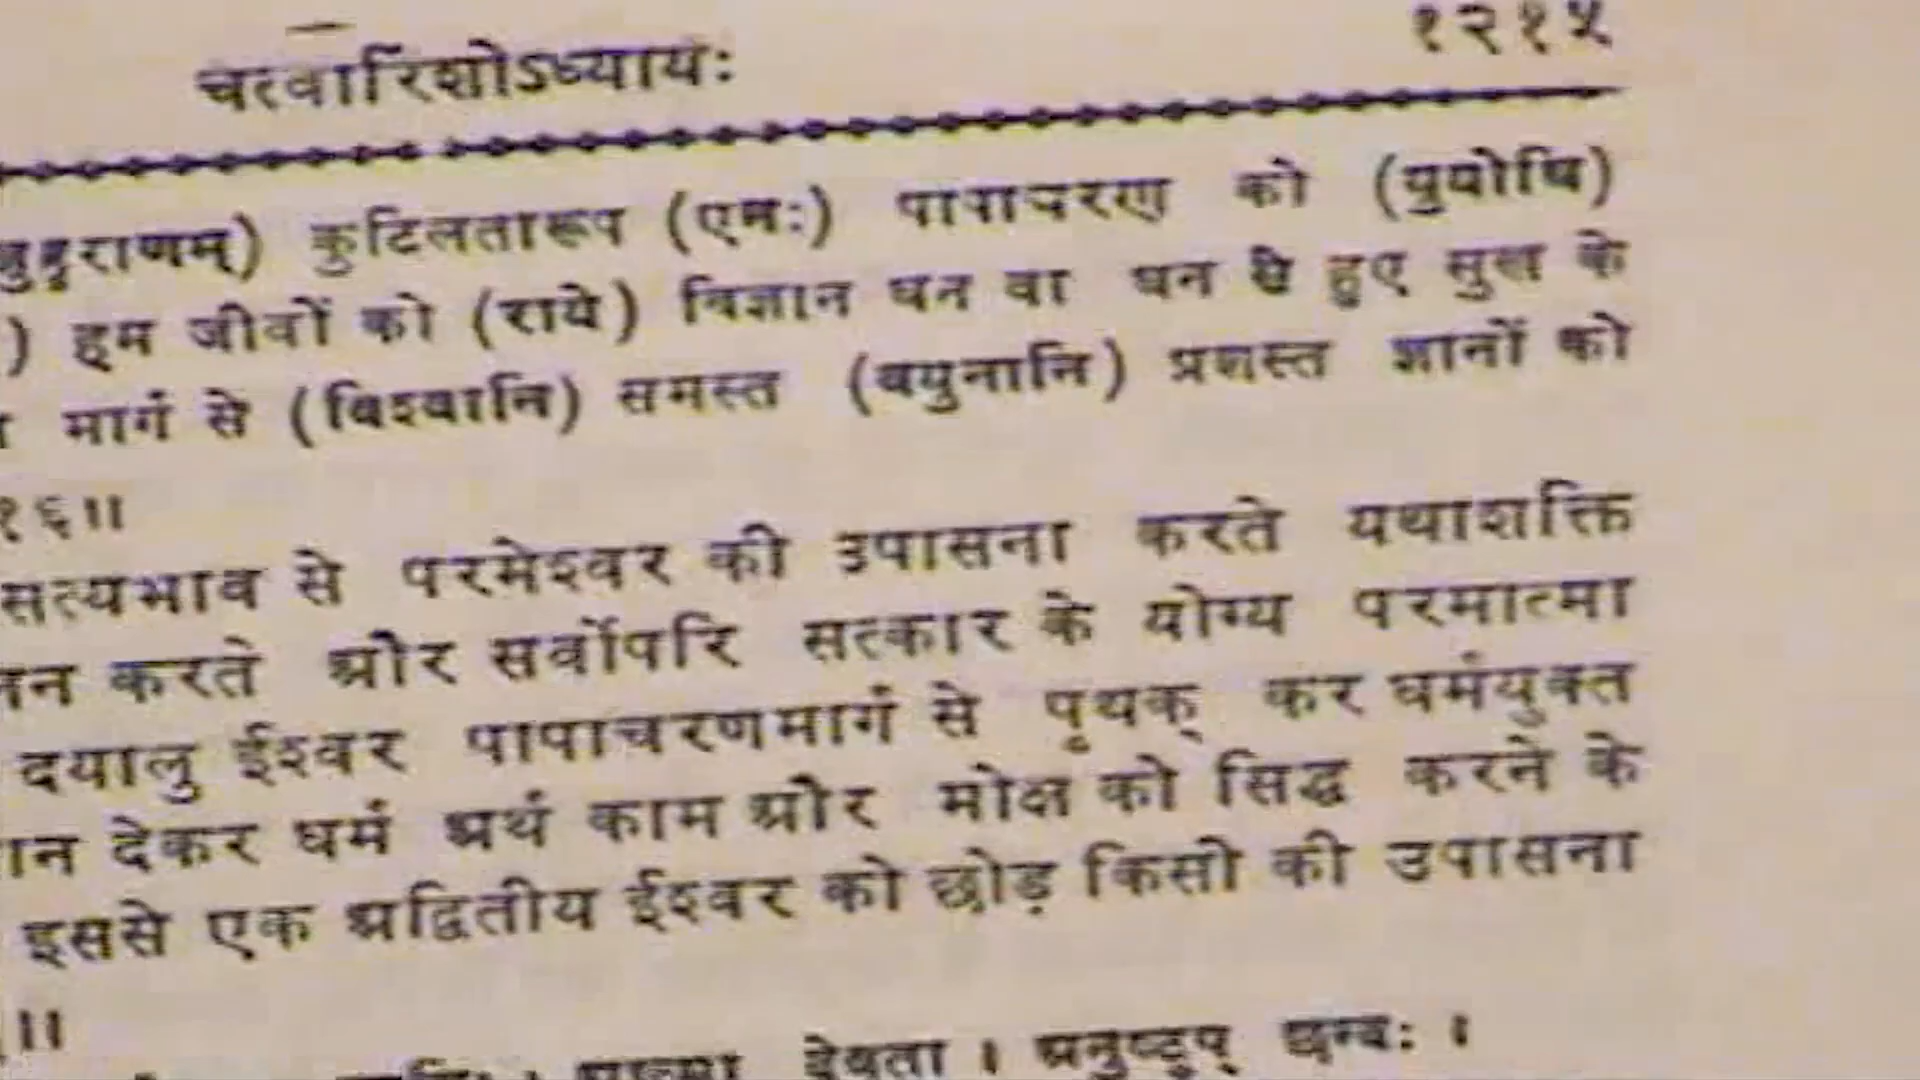 १२१५
चत्वारिंशोऽध्यायः
जुहुराणम्) कुटिलतारूप (एनः) पापाचरण को (युयोधि)
) हम जीवों को (राये) विज्ञान धन वा धन से हुए सुख के
मार्ग से (विश्वानि) समस्त (वयुनानि) प्रशस्त ज्ञानों को
१६॥
सत्यभाव से परमेश्वर की उपासना करते यथाशक्ति
करते और सर्वोपरि सत्कार के योग्य परमात्मा
दयालु ईश्वर पापाचरणमार्ग से पृथक् कर धर्मयुक्त
देकर धर्म अर्थ काम और मोक्ष को सिद्ध करने के
इससे एक अद्वितीय ईश्वर को छोड़ किसी की उपासना
॥
देवता । अनुष्टुप् छन्दः ।